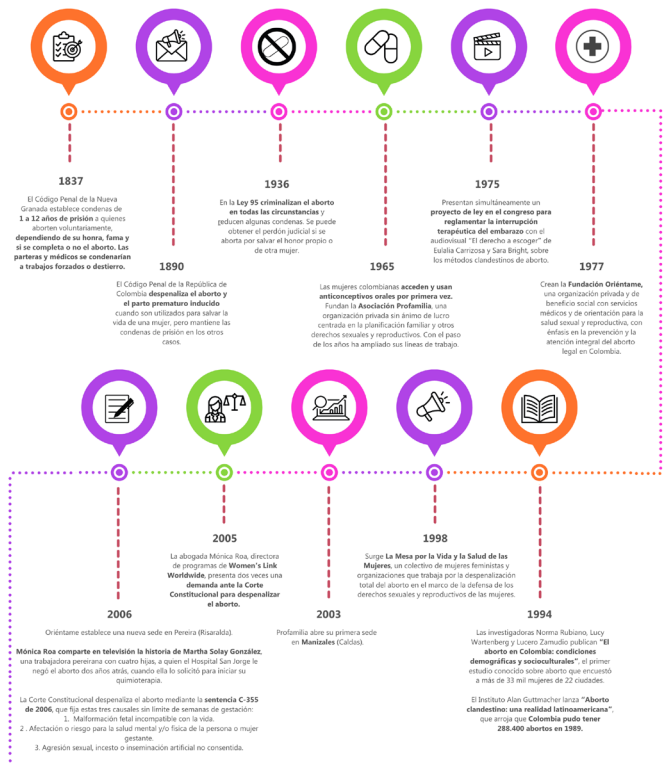 1837
El Código Penal de la Nueva
Granada establece condenas de
1 a 12 años de prisión a quienes
aborten voluntariamente,
dependiendo de su honra, fama y
si se completa o no el aborto. Las
parteras y médicos se condenarían
a trabajos forzados o destierro.
1890
El Código Penal de la República de
Colombia despenaliza el aborto y
el parto prematuro inducido
cuando son utilizados para salvar la
vida de una mujer, pero mantiene las
condenas de prisión en los otros
casos.
1936
En la Ley 95 criminalizan el aborto
en todas las circunstancias y
reducen algunas condenas. Se puede
obtener el perdón judicial si se
aborta por salvar el honor propio o
de otra mujer.
1965
Las mujeres colombianas acceden y usan
anticonceptivos orales por primera vez.
Fundan la Asociación Profamilia, una
organización privada sin ánimo de lucro
centrada en la planificación familiar y otros
derechos sexuales y reproductivos. Con el paso
de los años ha ampliado sus líneas de trabajo.
1975
Presentan simultáneamente un
proyecto de ley en el congreso para
reglamentar la interrupción
terapéutica del embarazo con el
audiovisual "El derecho a escoger" de
Eulalia Carrizosa y Sara Bright, sobre
los métodos clandestinos de aborto.
1977
Crean la Fundación Oriéntame,
una organización privada y de
beneficio social con servicios
médicos y de orientación para la
salud sexual y reproductiva, con
énfasis en la prevención y la
atención integral del aborto
legal en Colombia.
1994
Las investigadoras Norma Rubiano, Lucy
Wartenberg y Lucero Zamudio publican "El
aborto en Colombia: condiciones
demográficas y socioculturales", el primer
estudio conocido sobre aborto que encuestó
a más de 33 mil mujeres de 22 ciudades.
El Instituto Alan Guttmacher lanza "Aborto
clandestino: una realidad latinoamericana",
que arroja que Colombia pudo tener
288.400 abortos en 1989.
1998
Surge La Mesa por la Vida y la Salud de las
Mujeres, un colectivo de mujeres feministas y
organizaciones que trabaja por la despenalización
total del aborto en el marco de la defensa de los
derechos sexuales y reproductivos de las mujeres.
2003
Profamilia abre su primera sede
en Manizales (Caldas).
2005
La abogada Mónica Roa, directora
de programas de Women's Link
Worldwide, presenta dos veces una
demanda ante la Corte
Constitucional para despenalizar
el aborto.
2006
Oriéntame establece una nueva sede en Pereira (Risaralda).
Mónica Roa comparte en televisión la historia de Martha Solay González,
una trabajadora pereirana con cuatro hijas, a quien el Hospital San Jorge le
negó el aborto dos años atrás, cuando ella lo solicitó para iniciar su
quimioterapia.
La Corte Constitucional despenaliza el aborto mediante la sentencia C-355
de 2006, que fija estas tres causales sin límite de semanas de gestación:
1. Malformación fetal incompatible con la vida.
2 . Afectación o riesgo para la salud mental y/o física de la persona o mujer
gestante.
3. Agresión sexual, incesto o inseminación artificial no consentida.